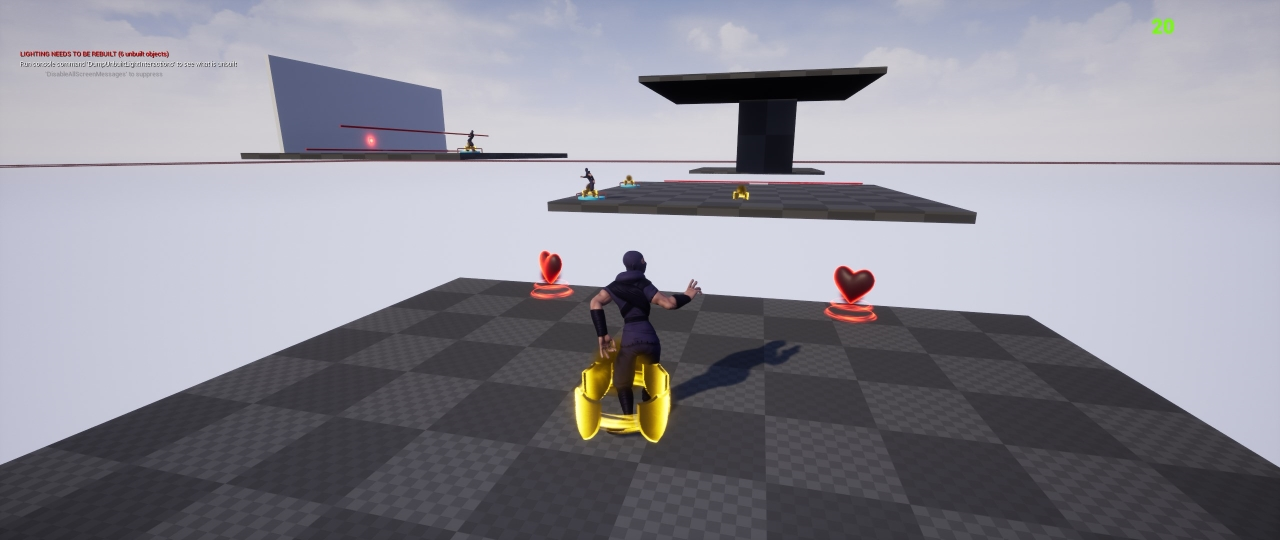 LIGHTING NEEDS TO BE REBUILT (6 unbuilt objects)
Run console command 'DumpUnbuiltLightInteractions' to see what is unbuilt
'DisableAllScreenMessages' to suppress
20